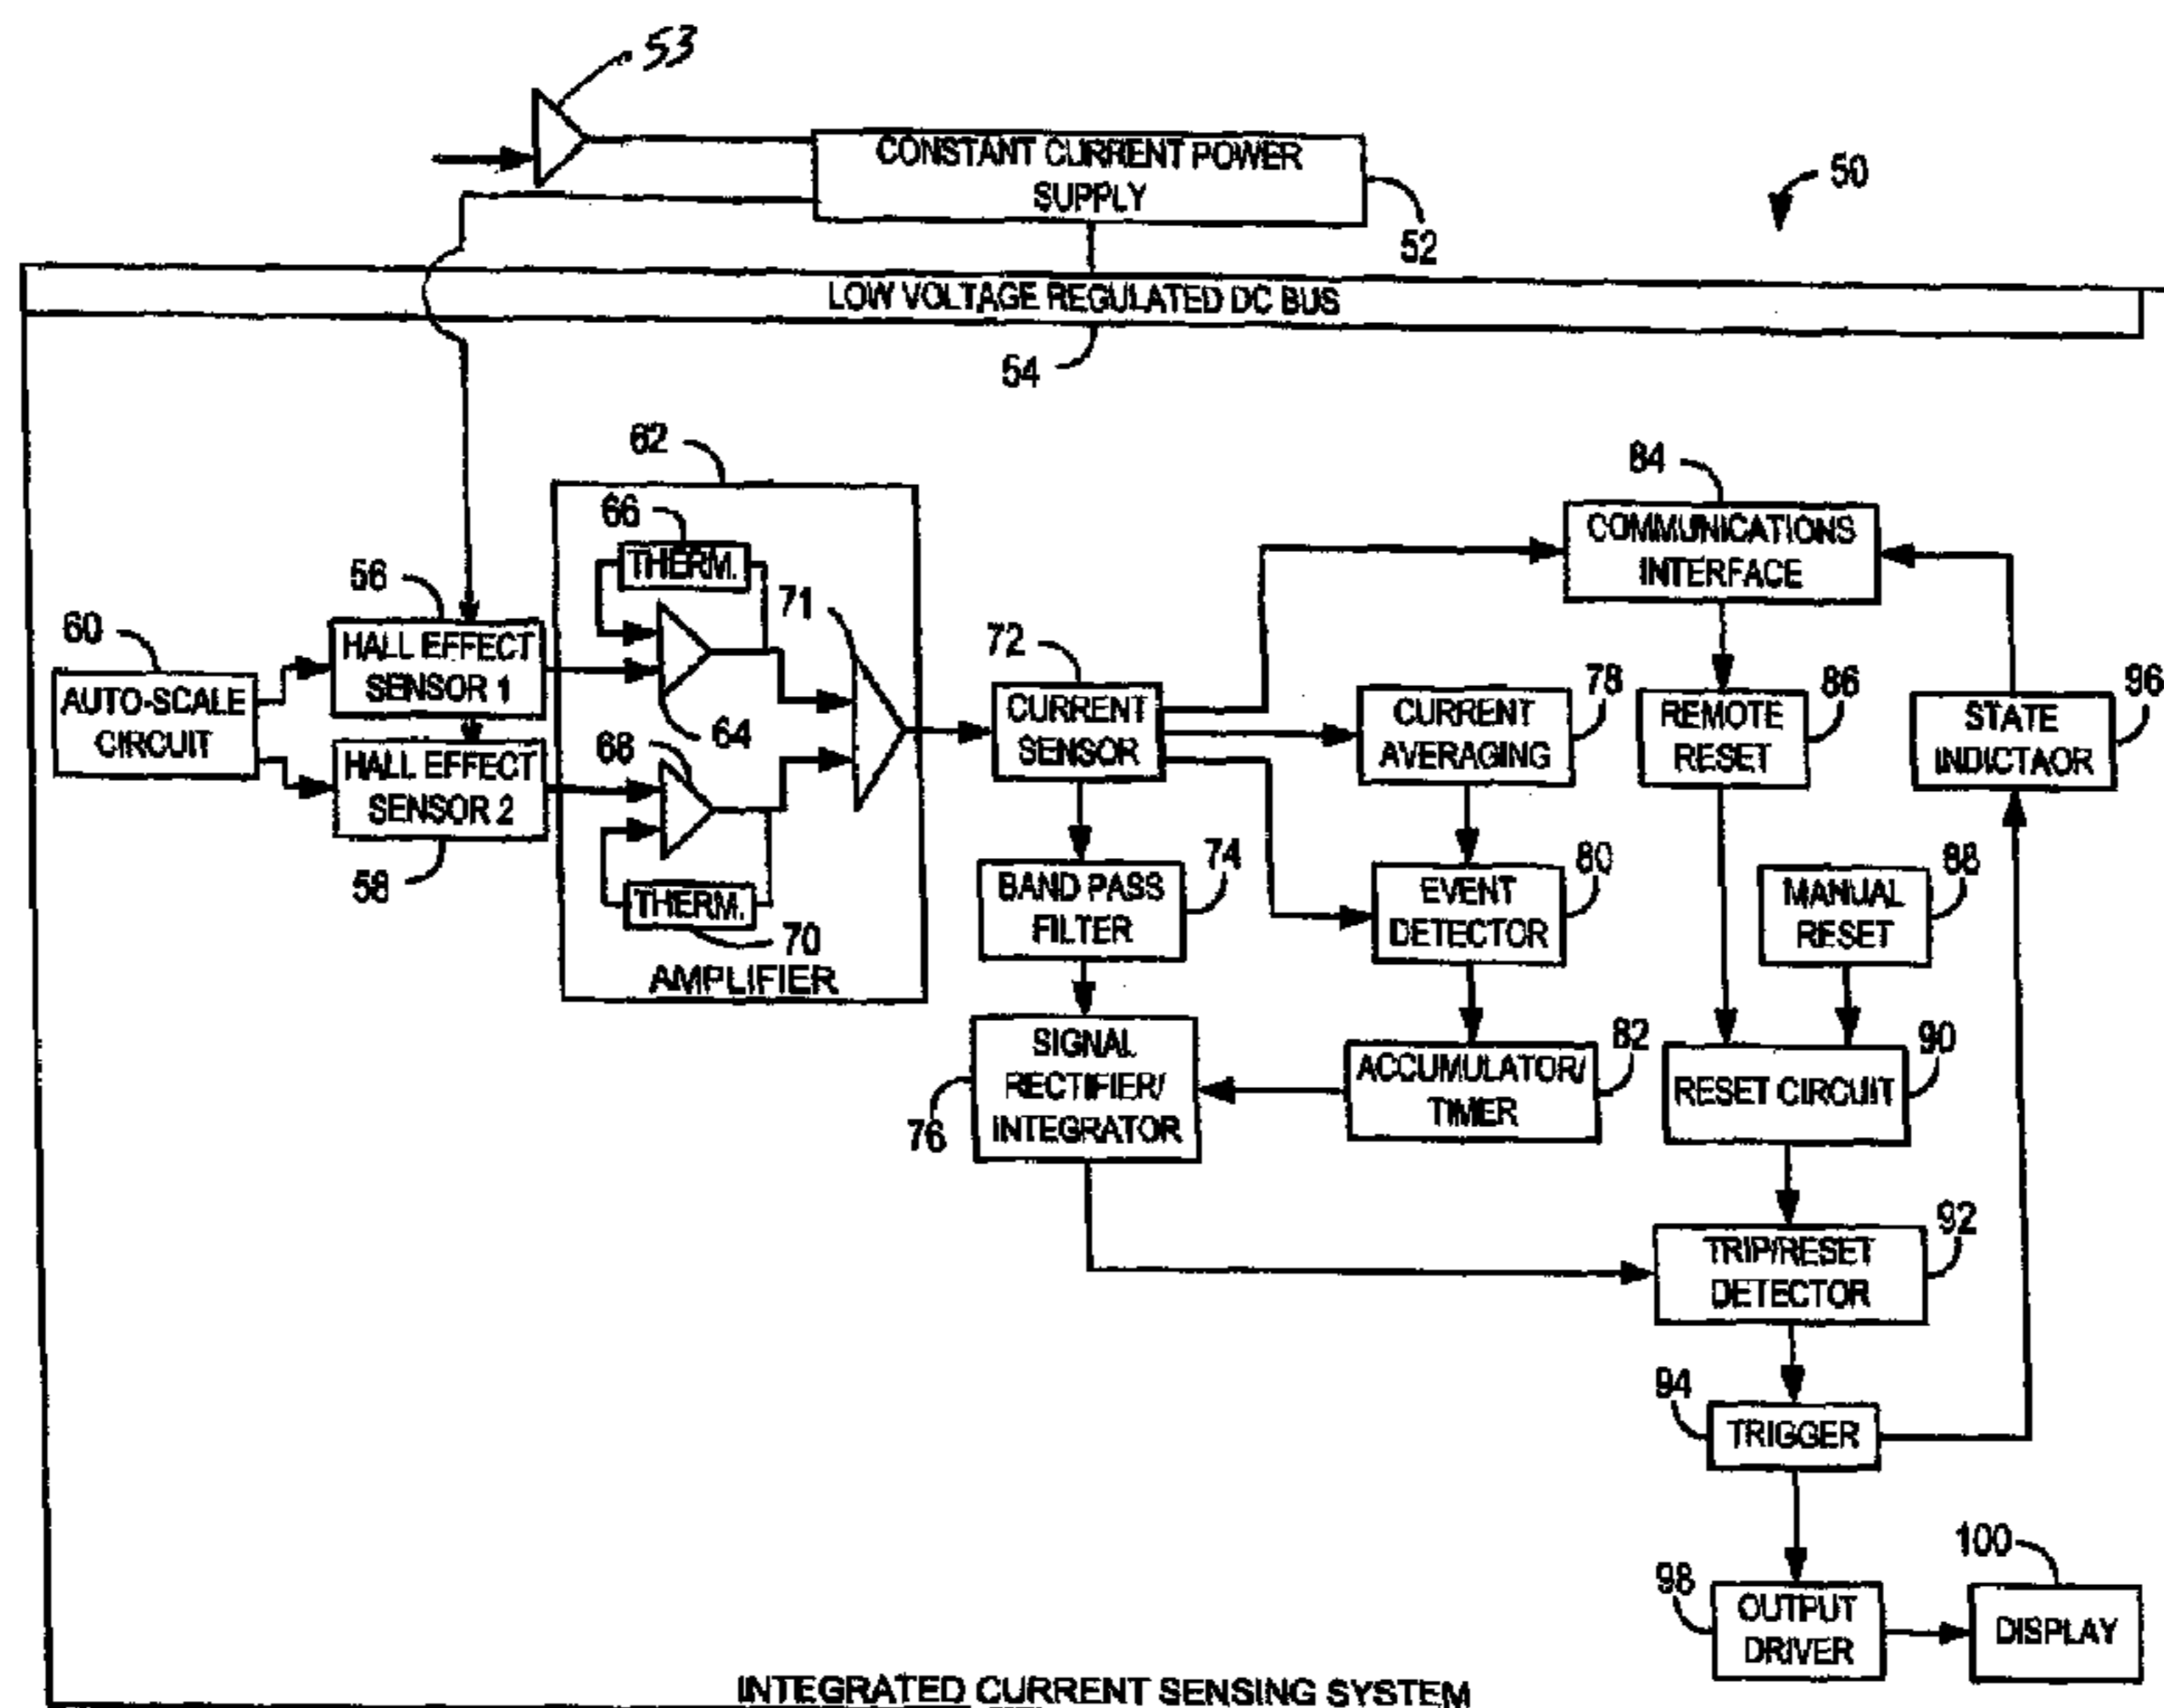 53
CONSTANT CURRENT POWER
SUPPLY
50
52
LOW VOLTAGE REGULATED DC BUS
54
62
84
66
COMMUNICATIONS
INTERFACE
THERM.
56
71
60
HALL EFFECT
SENSOR 1
72
78
86
96
AUTO-SCALE
CIRCUIT
64
CURRENT
SENSOR
CURRENT
AVERAGING
REMOTE
RESET
STATE
INDICTAOR
68
HALL EFFECT
SENSOR 2
58
THERM.
70
AMPLIFIER
74
BAND PASS
FILTER
80
EVENT
DETECTOR
88
MANUAL
RESET
SIGNAL
RECTIFIER/
INTEGRATOR
76
82
ACCUMULATOR/
TIMER
90
RESET CIRCUIT
92
TRIP/RESET
DETECTOR
94
TRIGGER
100
98
OUTPUT
DRIVER
DISPLAY
INTEGRATED CURRENT SENSING SYSTEM